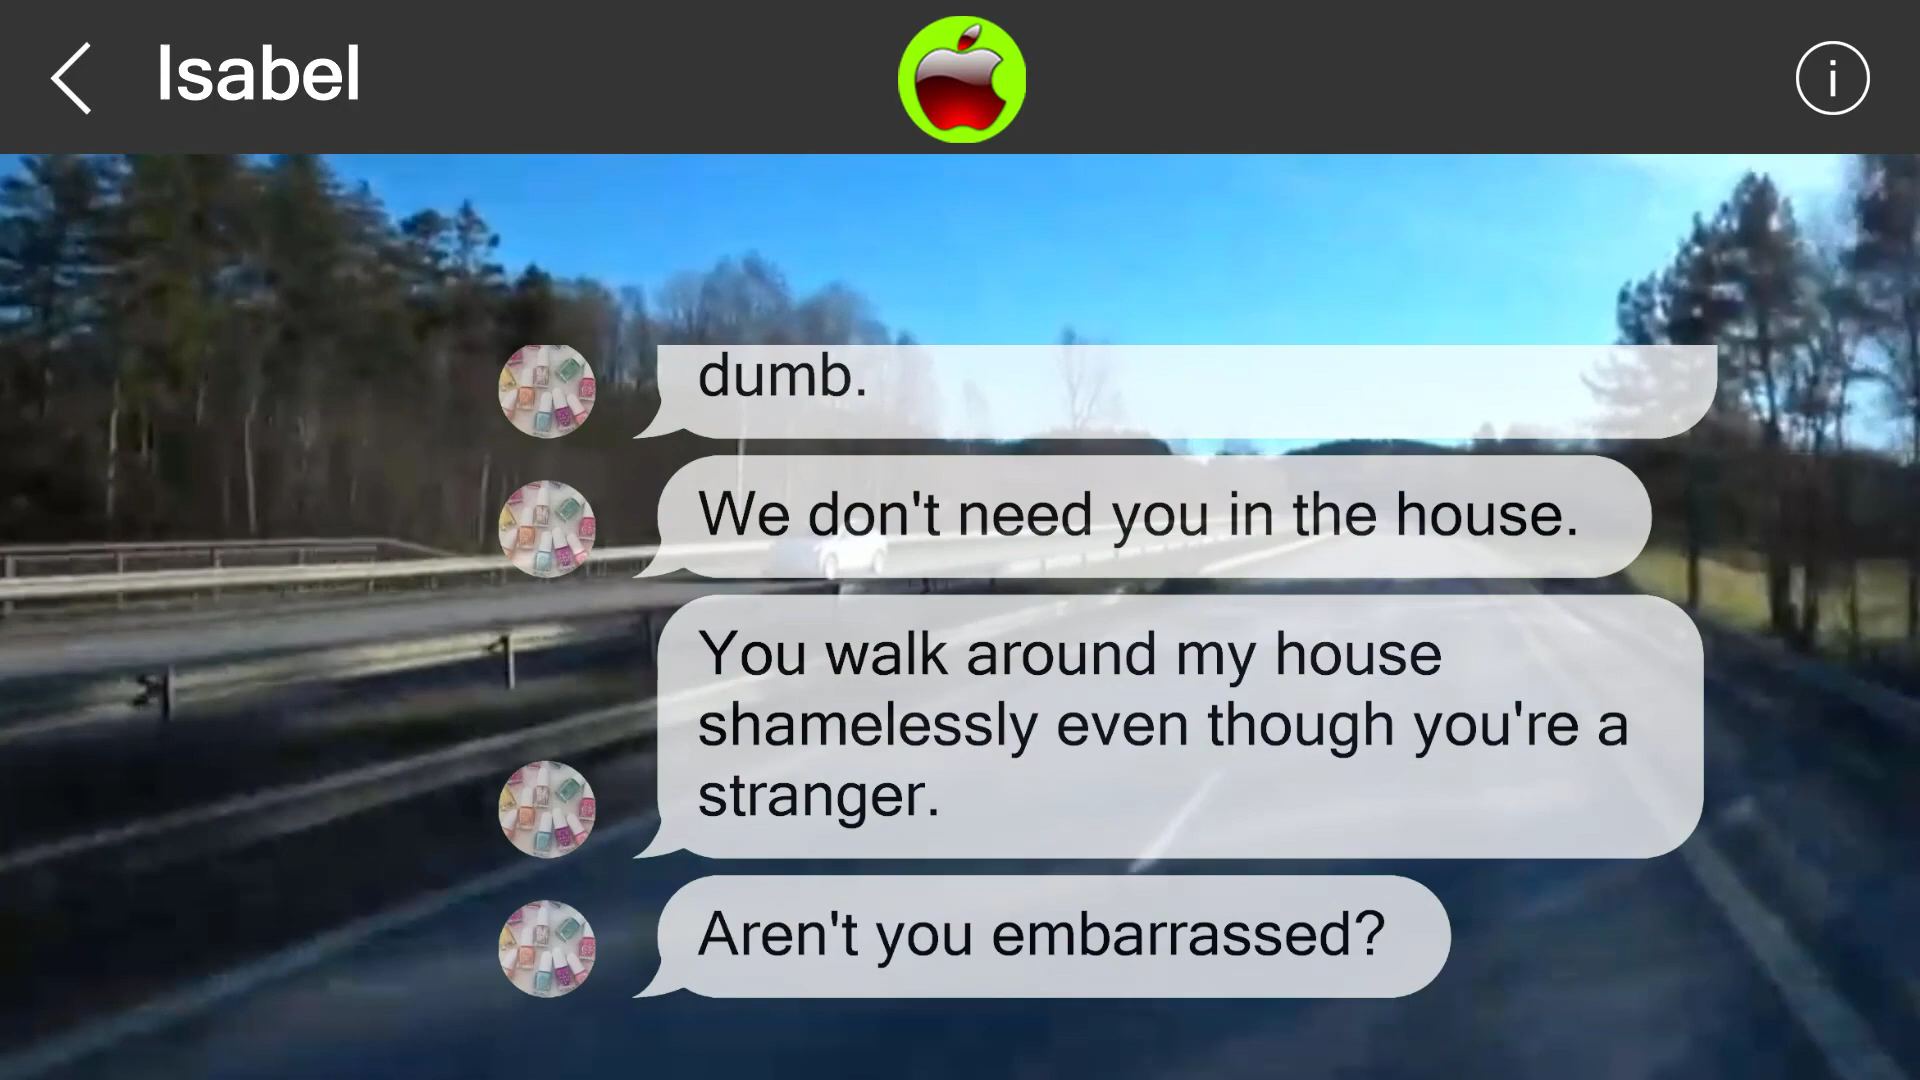 Isabel
i
dumb.
We don't need you in the house.
You walk around my house
shamelessly even though you're a
stranger.
Aren't you embarrassed?